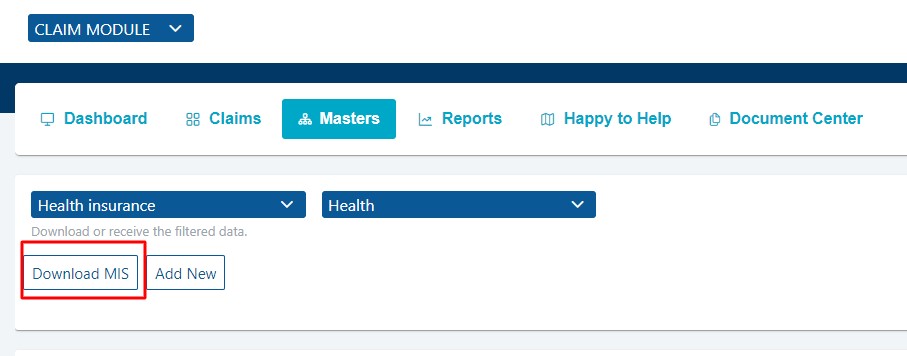 CLAIM MODULE
Dashboard Claims Masters Reports Happy to Help Document Center
Health insurance Health
Download or receive the filtered data.
Download MIS Add New